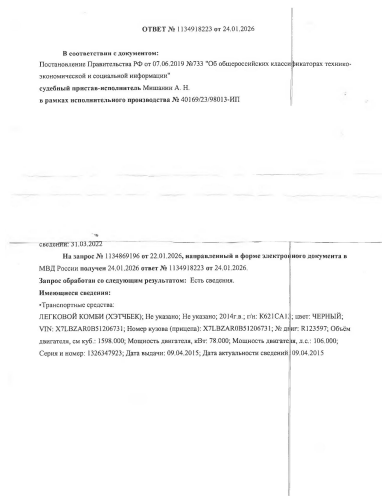 ОТВЕТ № 1134918223 от 24.01.2026
В соответствии с документом:
Постановлении Правительства РФ от 07.06.2019 №733 "Об общероссийских классификаторах технико-
экономической и социальной информации"
судебный пристав-исполнитель Мишанин А. Н.
в рамках исполнительного производства № 40169/23/98013-ИП
сведений: 31.03.2022
На запрос № 1134869196 от 22.01.2026, направленный в форме электронного документа в
МВД России получен 24.01.2026 ответ № 1134918223 от 24.01.2026.
Запрос обработан со следующим результатом: Есть сведения.
Имеющиеся сведения:
•Транспортные средства:
ЛЕГКОВОЙ КОМБИ (ХЭТЧБЕК); Не указано; Не указано; 2014г.в.; г/н: цвет: ЧЕРНЫЙ;
VIN: X7LBZAR0B51206731; Номер кузова (прицепа): X7LBZAR0B51206731; № двиг: R123597; Объём
двигателя, см куб.: 1598.000; Мощность двигателя, кВт: 78.000; Мощность двигателя, л.с.: 106.000;
Серия и номер: 1326347923; Дата выдачи: 09.04.2015; Дата актуальности сведений: 09.04.2015